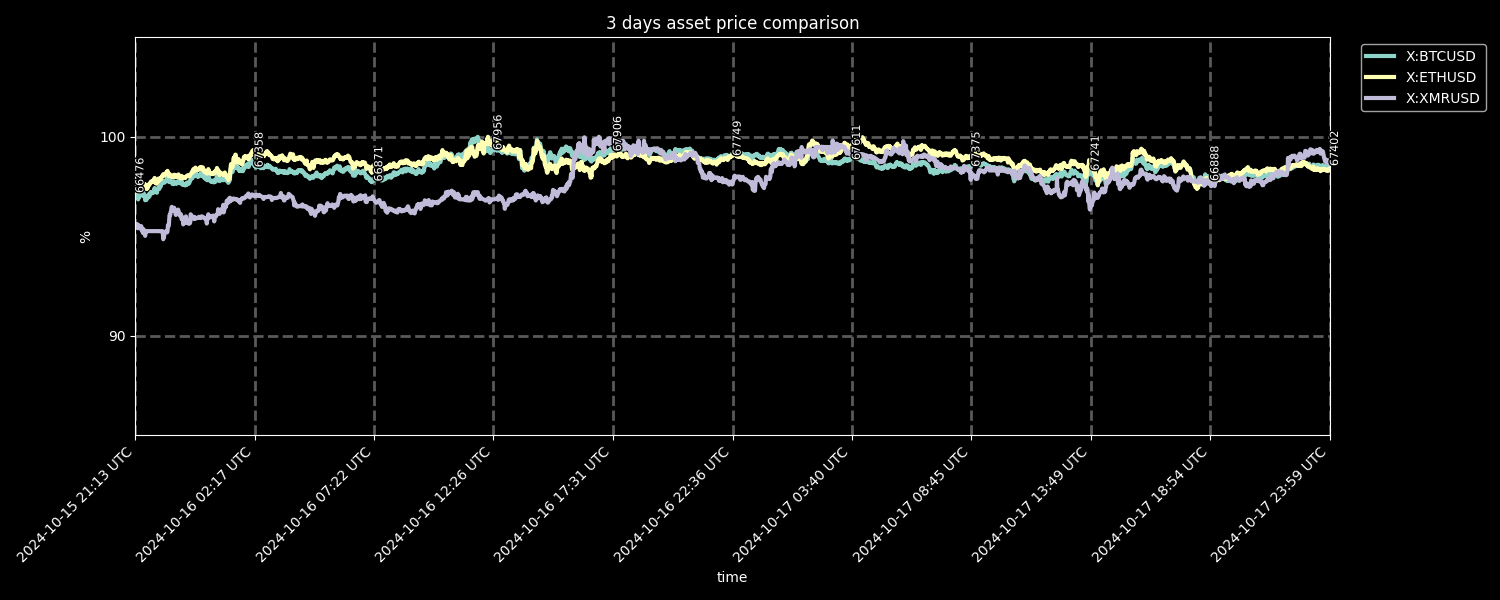 3 days asset price comparison
X:BTCUSD
X:ETHUSD
X:XMRUSD
%
100
90
66476
67358
66871
67956
67906
67749
67611
67375
67241
66888
67402
2024-10-15 21:13 UTC
2024-10-16 02:17 UTC
2024-10-16 07:22 UTC
2024-10-16 12:26 UTC
2024-10-16 17:31 UTC
2024-10-16 22:36 UTC
2024-10-17 03:40 UTC
2024-10-17 08:45 UTC
2024-10-17 13:49 UTC
2024-10-17 18:54 UTC
2024-10-17 23:59 UTC
time